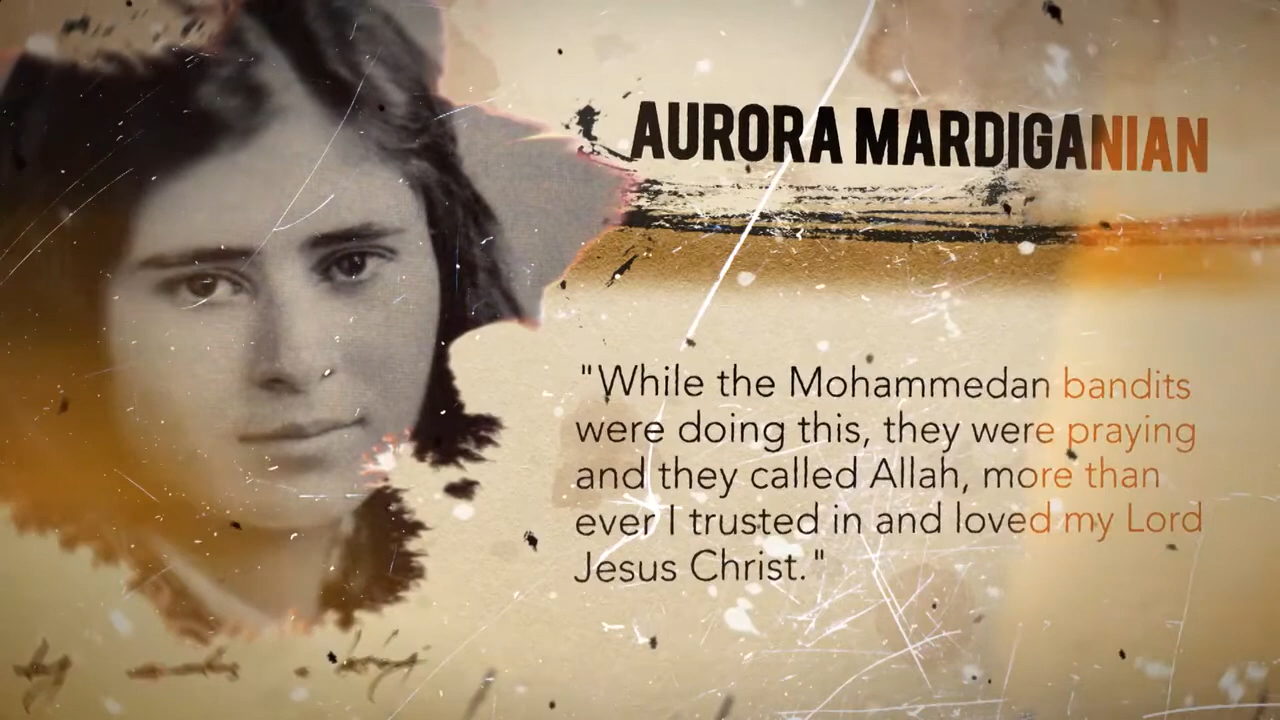 AURORA MARDIGANIAN
"While the Mohammedan bandits
were doing this, they were praying
and they called Allah, more than
ever I trusted in and loved my Lord
Jesus Christ."